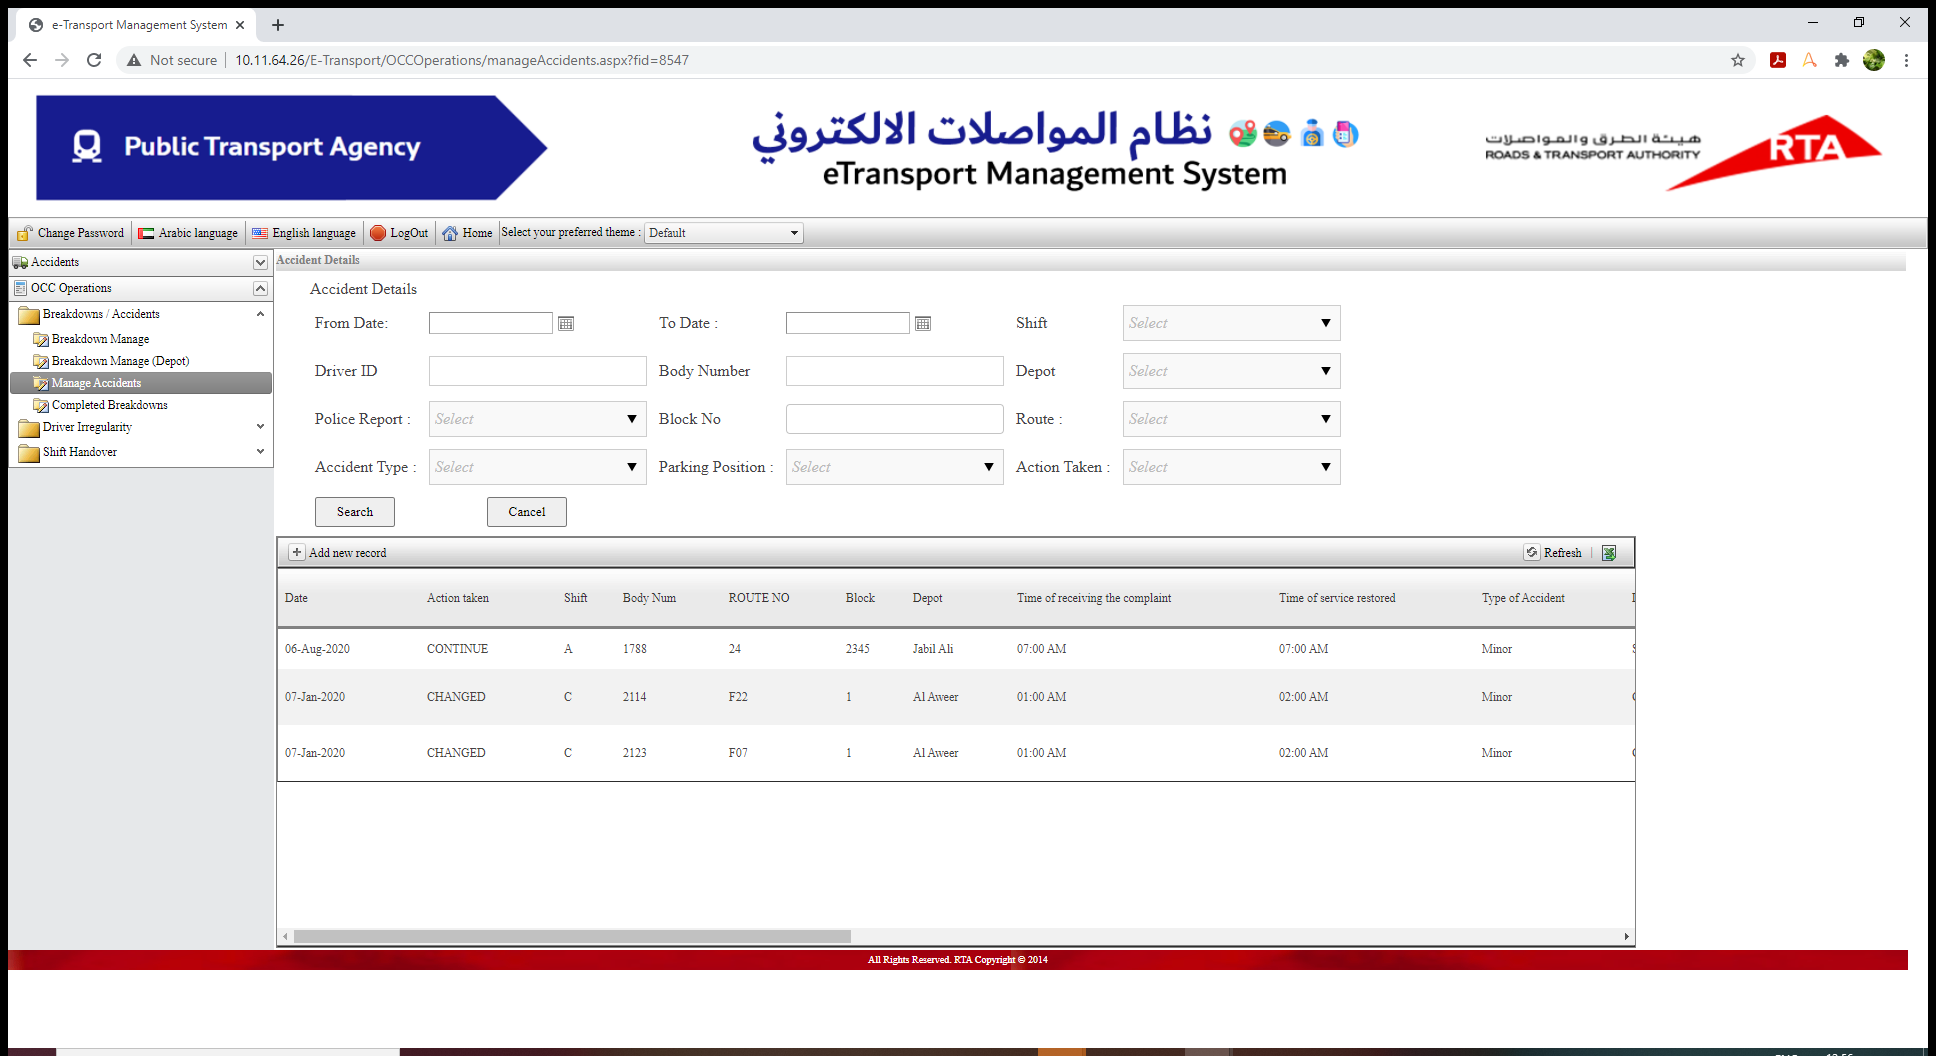 e-Transport Management System
Not secure 10.11.64.26/E-Transport/OCCOperations/manageAccidents.aspx?fid=8547
Public Transport Agency
نظام المواصلات الالكتروني
eTransport Management System
هيئة الطرق والمواصلات
ROADS & TRANSPORT AUTHORITY
RTA
Change Password Arabic language English language LogOut Home Select your preferred theme : Default
Accidents
OCC Operations
Breakdowns / Accidents
Breakdown Manage
Breakdown Manage (Depot)
Manage Accidents
Completed Breakdowns
Driver Irregularity
Shift Handover
Accident Details
Accident Details
From Date: To Date : Shift Select
Driver ID Body Number Depot Select
Police Report : Select Block No Route : Select
Accident Type : Select Parking Position : Select Action Taken : Select
Search Cancel
Add new record Refresh
Date Action taken Shift Body Num ROUTE NO Block Depot Time of receiving the complaint Time of service restored Type of Accident
06-Aug-2020 CONTINUE A 1788 24 2345 Jabil Ali 07:00 AM 07:00 AM Minor
07-Jan-2020 CHANGED C 2114 F22 1 Al Aweer 01:00 AM 02:00 AM Minor
07-Jan-2020 CHANGED C 2123 F07 1 Al Aweer 01:00 AM 02:00 AM Minor
All Rights Reserved. RTA Copyright © 2014